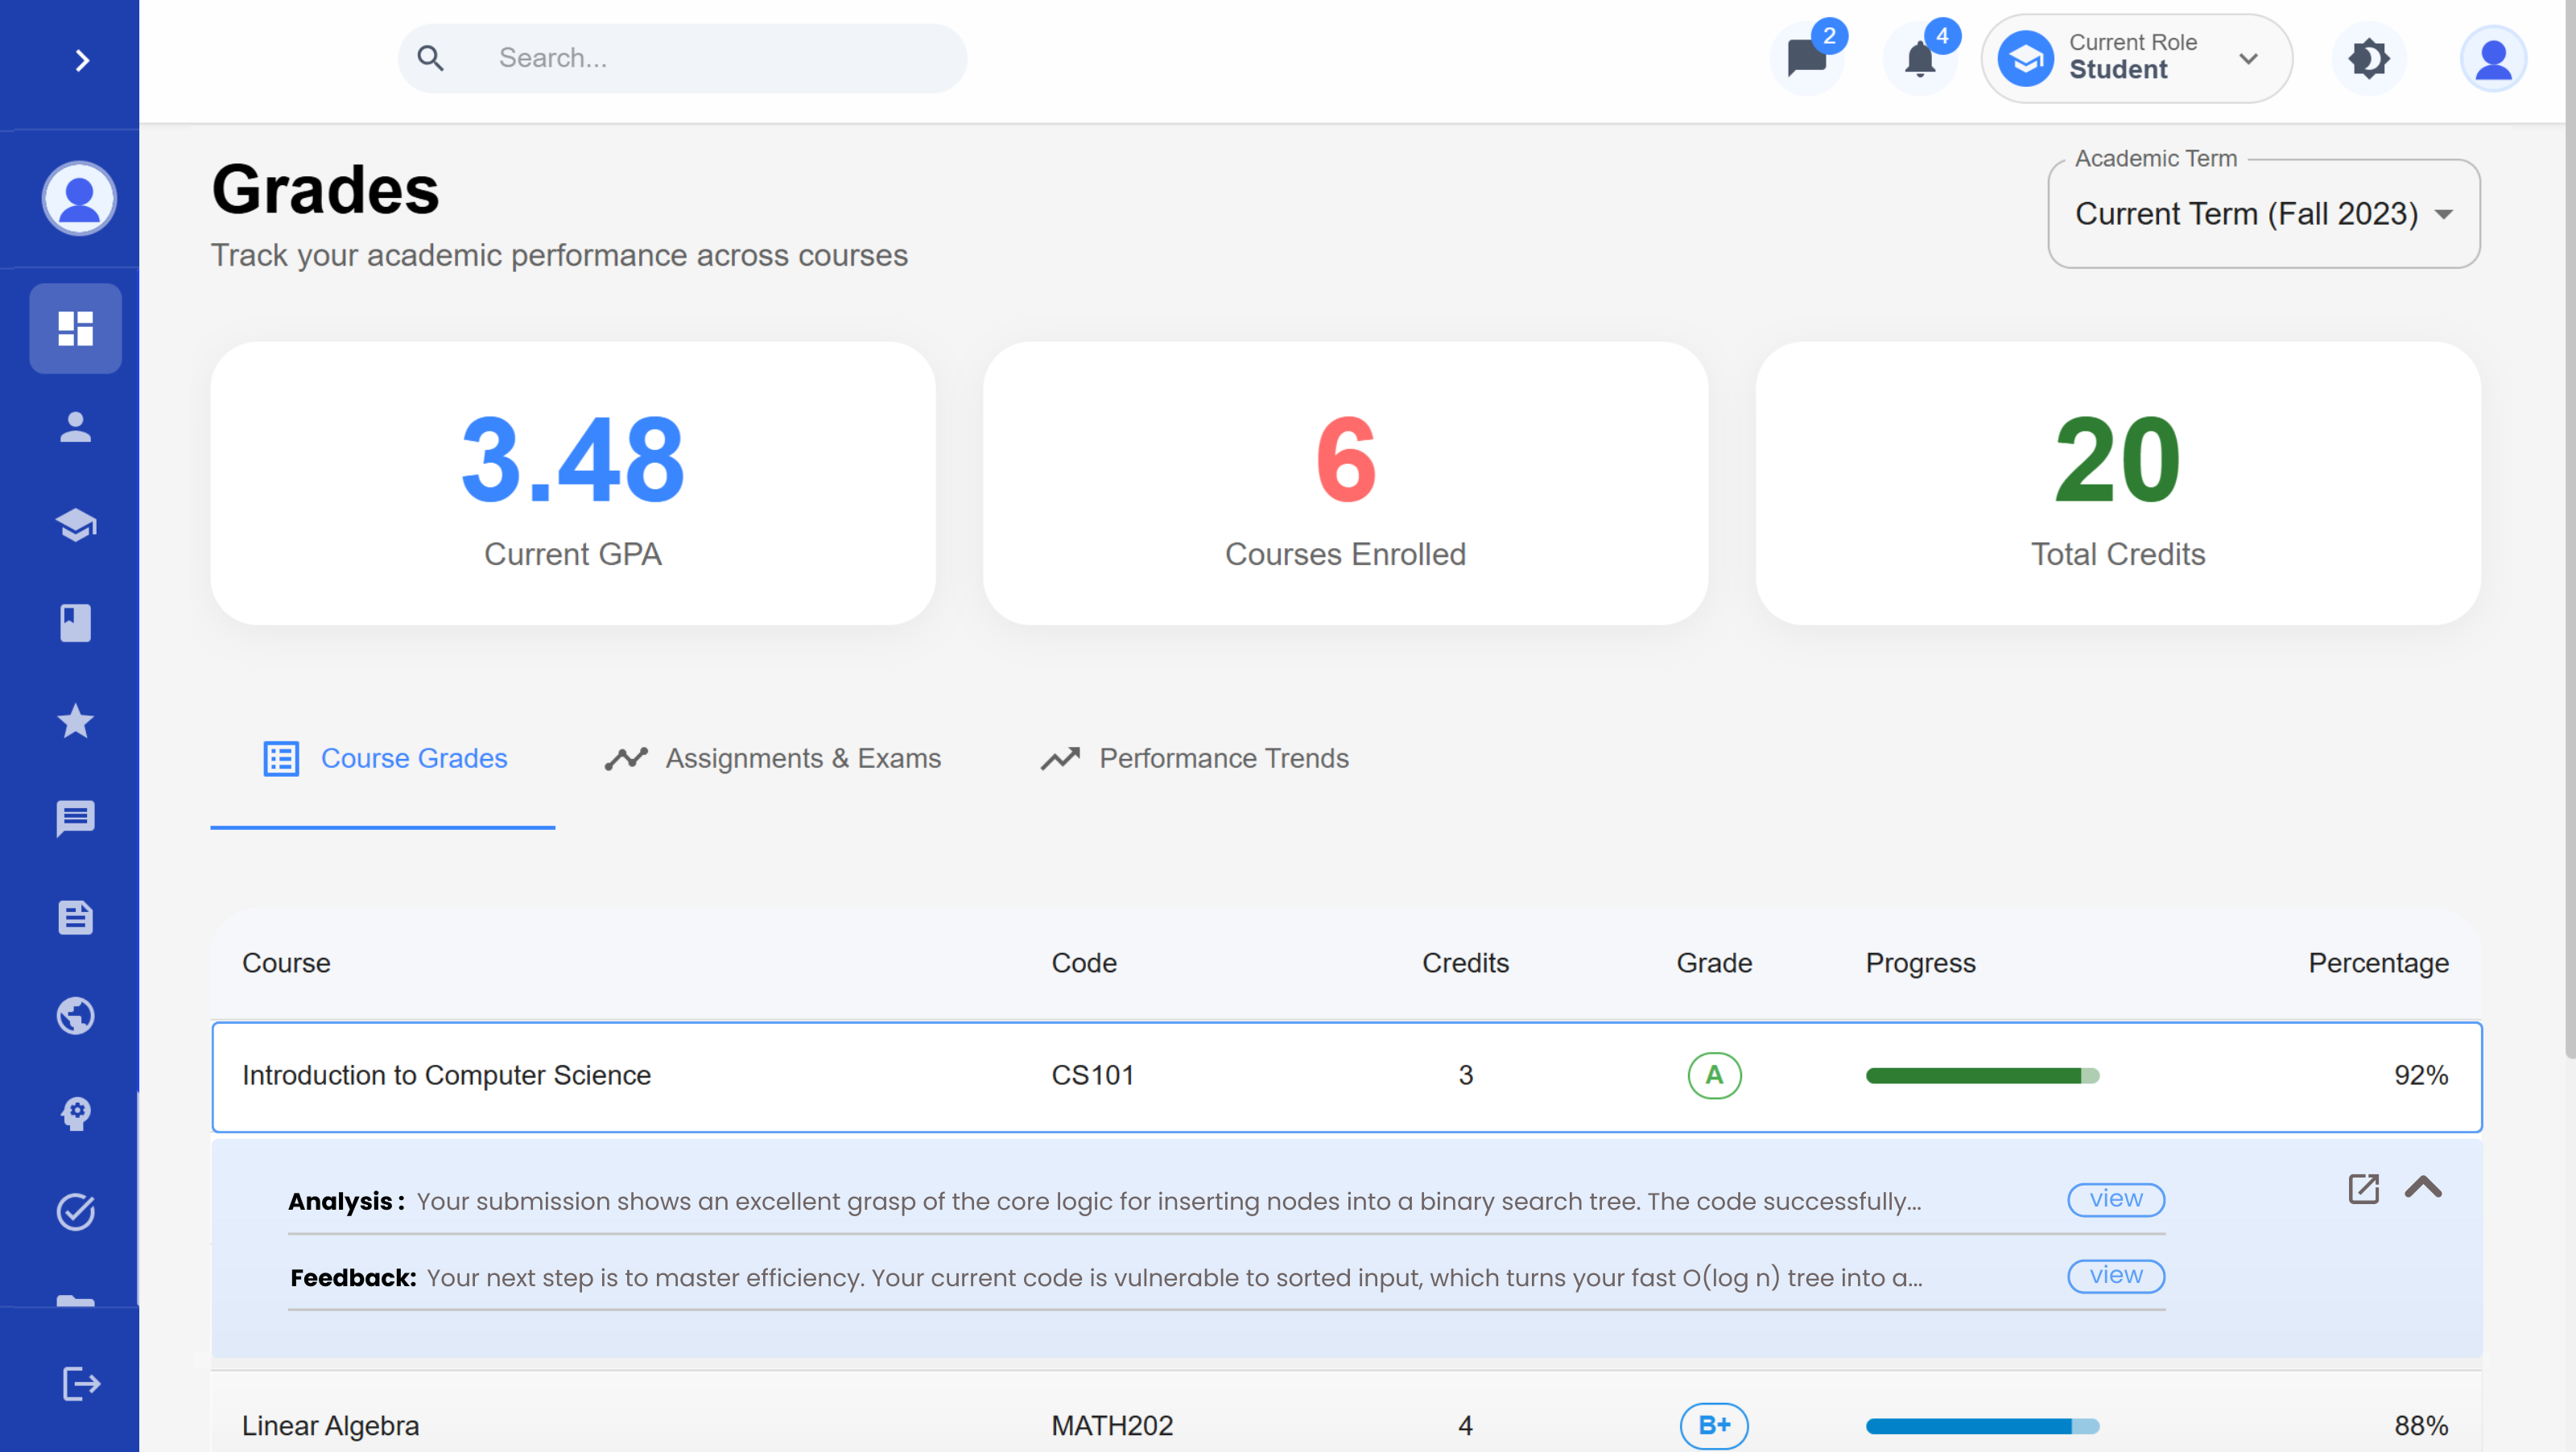 Search...
2
4
Current Role
Student
Grades
Track your academic performance across courses
Academic Term
Current Term (Fall 2023)
3.48
Current GPA
6
Courses Enrolled
20
Total Credits
Course Grades
Assignments & Exams
Performance Trends
Course Code Credits Grade Progress Percentage
Introduction to Computer Science CS101 3 A 92%
Analysis : Your submission shows an excellent grasp of the core logic for inserting nodes into a binary search tree. The code successfully... view
Feedback: Your next step is to master efficiency. Your current code is vulnerable to sorted input, which turns your fast O(log n) tree into a... view
Linear Algebra MATH202 4 B+ 88%